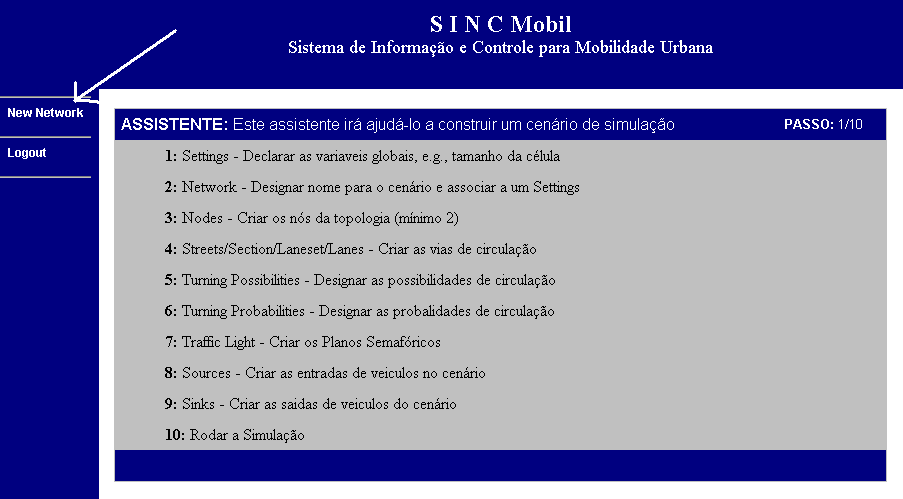 S I N C Mobil
Sistema de Informação e Controle para Mobilidade Urbana
New Network
Logout
ASSISTENTE: Este assistente irá ajudá-lo a construir um cenário de simulação PASSO: 1/10
1: Settings - Declarar as variaveis globais, e.g., tamanho da célula
2: Network - Designar nome para o cenário e associar a um Settings
3: Nodes - Criar os nós da topologia (mínimo 2)
4: Streets/Section/Laneset/Lanes - Criar as vias de circulação
5: Turning Possibilities - Designar as possibilidades de circulação
6: Turning Probabilities - Designar as probalidades de circulação
7: Traffic Light - Criar os Planos Semafóricos
8: Sources - Criar as entradas de veiculos no cenário
9: Sinks - Criar as saidas de veiculos do cenário
10: Rodar a Simulação